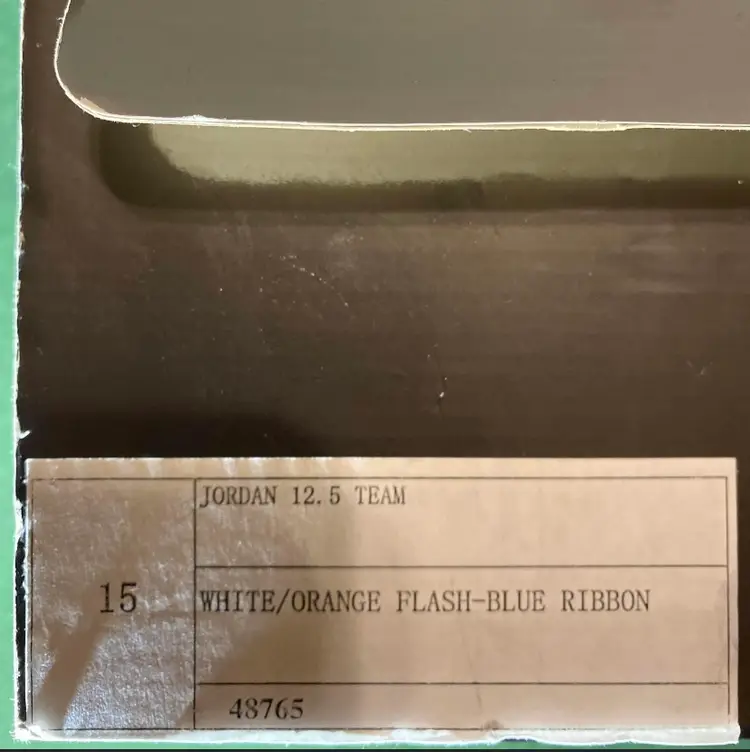 JORDAN 12.5 TEAM
15
WHITE/ORANGE FLASH-BLUE RIBBON
48765